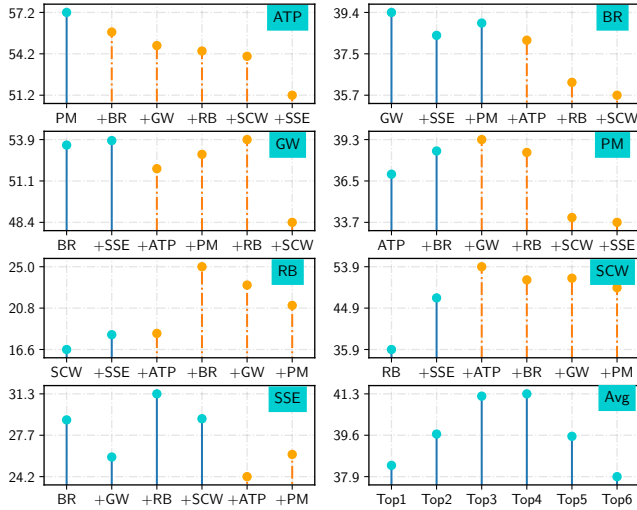 57.2
54.2
51.2
ATP
PM +BR +GW +RB +SCW +SSE
39.4
37.5
35.7
BR
GW +SSE +PM +ATP +RB +SCW
53.9
51.1
48.4
GW
BR +SSE +ATP +PM +RB +SCW
39.3
36.5
33.7
PM
ATP +BR +GW +RB +SCW +SSE
25.0
20.8
16.6
RB
SCW +SSE +ATP +BR +GW +PM
53.9
44.9
35.9
SCW
RB +SSE +ATP +BR +GW +PM
31.3
27.7
24.2
SSE
BR +GW +RB +SCW +ATP +PM
41.3
39.6
37.9
Avg
Top1 Top2 Top3 Top4 Top5 Top6